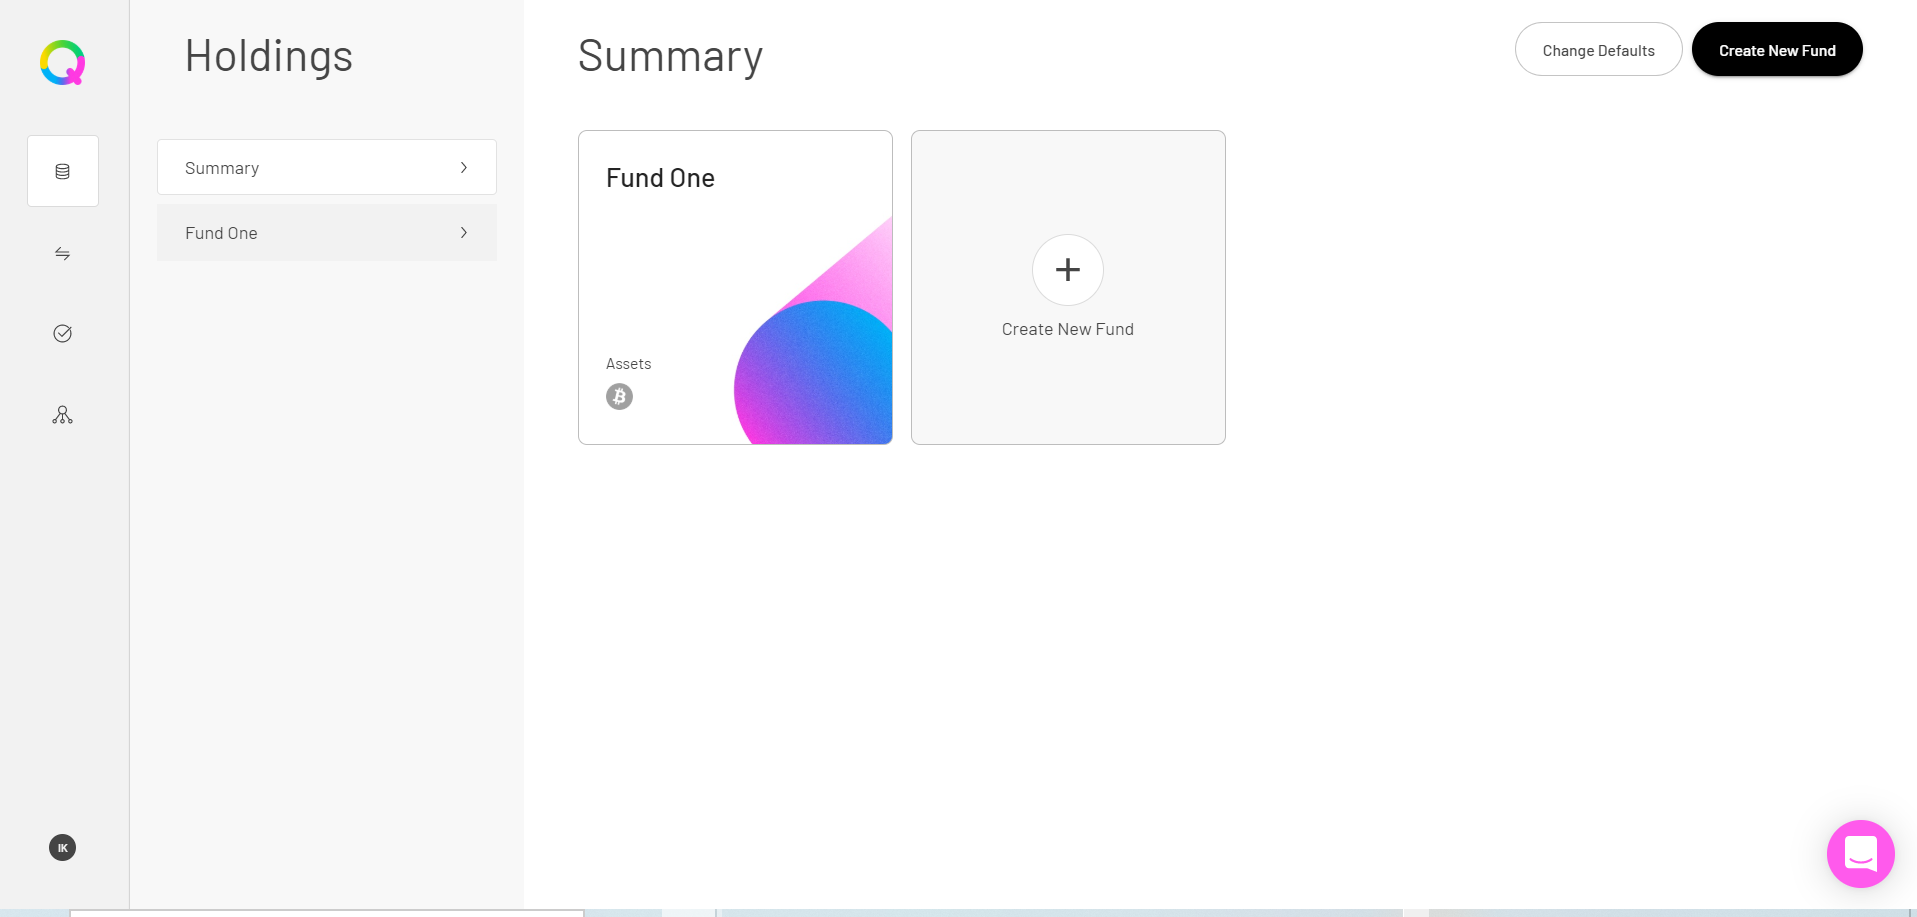 Holdings
Summary
Fund One
IK
Summary
Change Defaults
Create New Fund
Fund One
Assets
Create New Fund